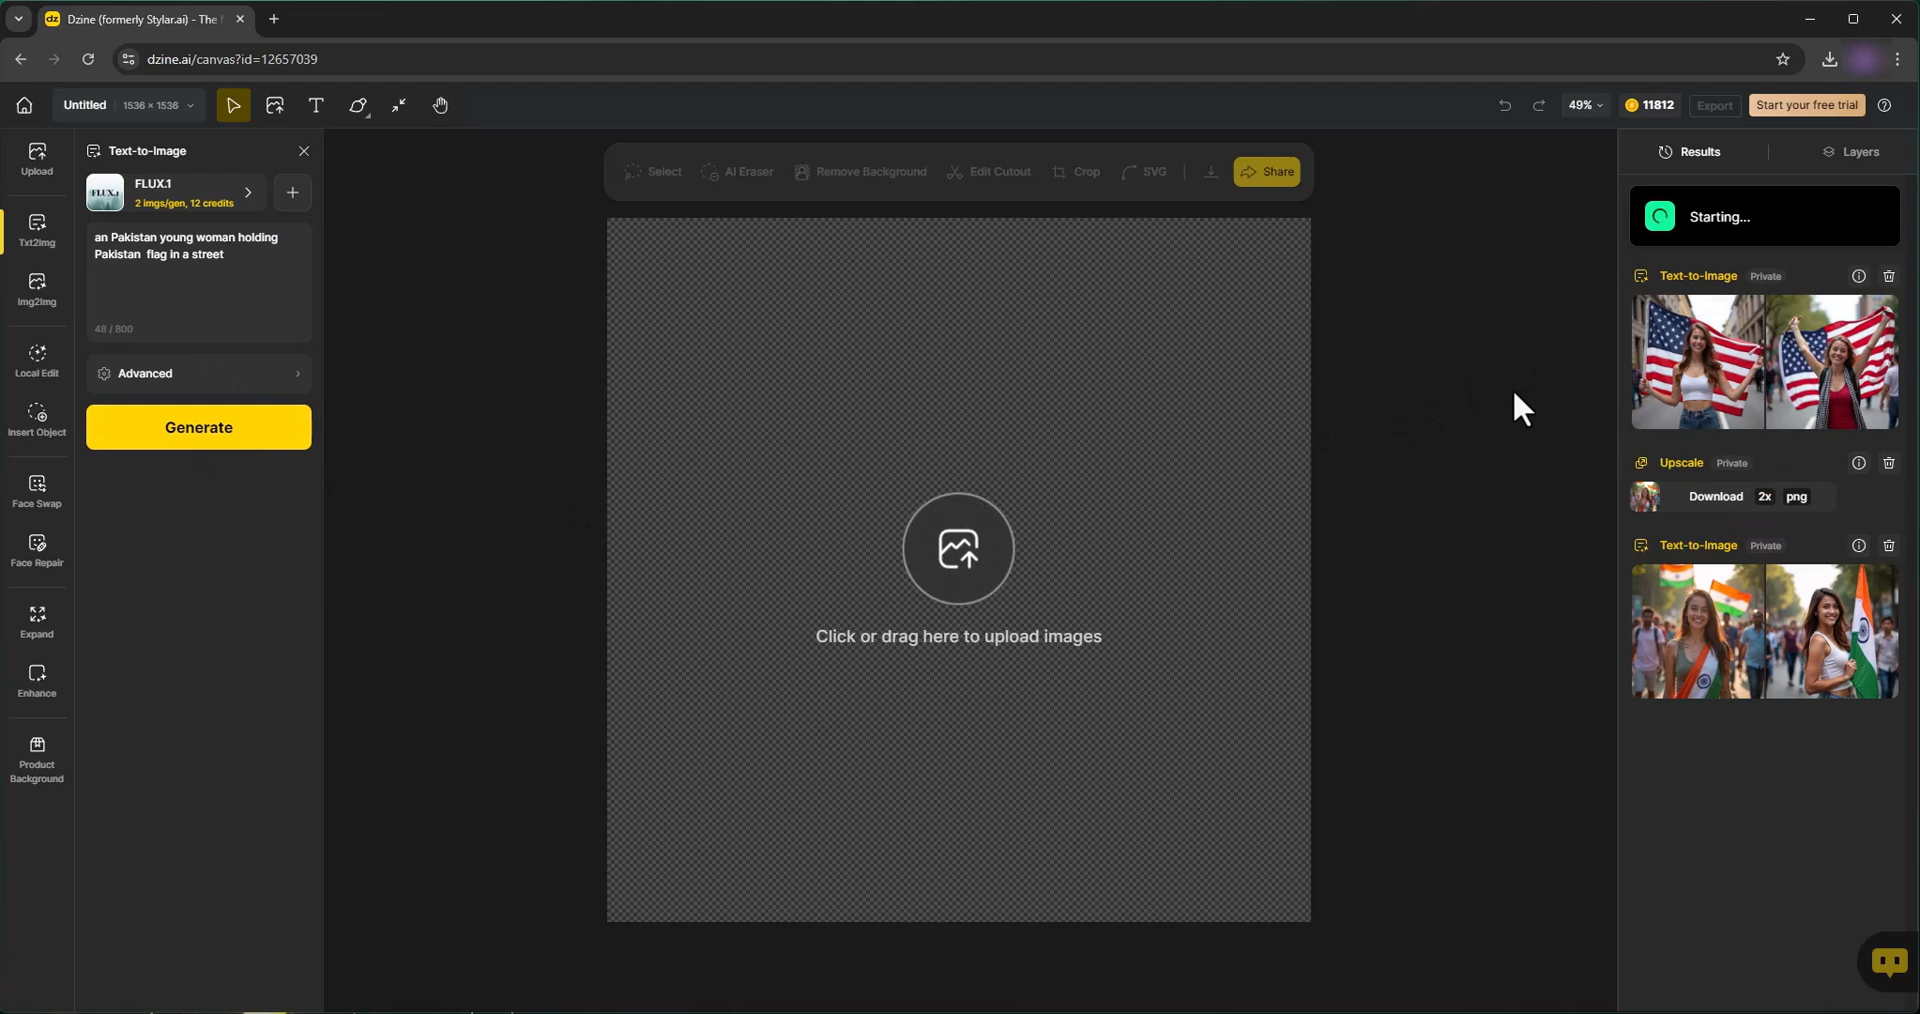 Dzine (formerly Stylar.ai) - The
dzine.ai/canvas?id=12657039
Untitled
1536 × 1536
49%
11812
Export
Start your free trial
Upload
Txt2Img
Img2Img
Local Edit
Insert Object
Face Swap
Face Repair
Expand
Enhance
Product
Background
Text-to-Image
FLUX.1
FLUX.1
2 imgs/gen, 12 credits
an Pakistan young woman holding
Pakistan flag in a street
48 / 800
Advanced
Generate
Select
AI Eraser
Remove Background
Edit Cutout
Crop
SVG
Share
Click or drag here to upload images
Results
Layers
Starting...
Text-to-Image
Private
Upscale
Private
Download
2x
png
Text-to-Image
Private